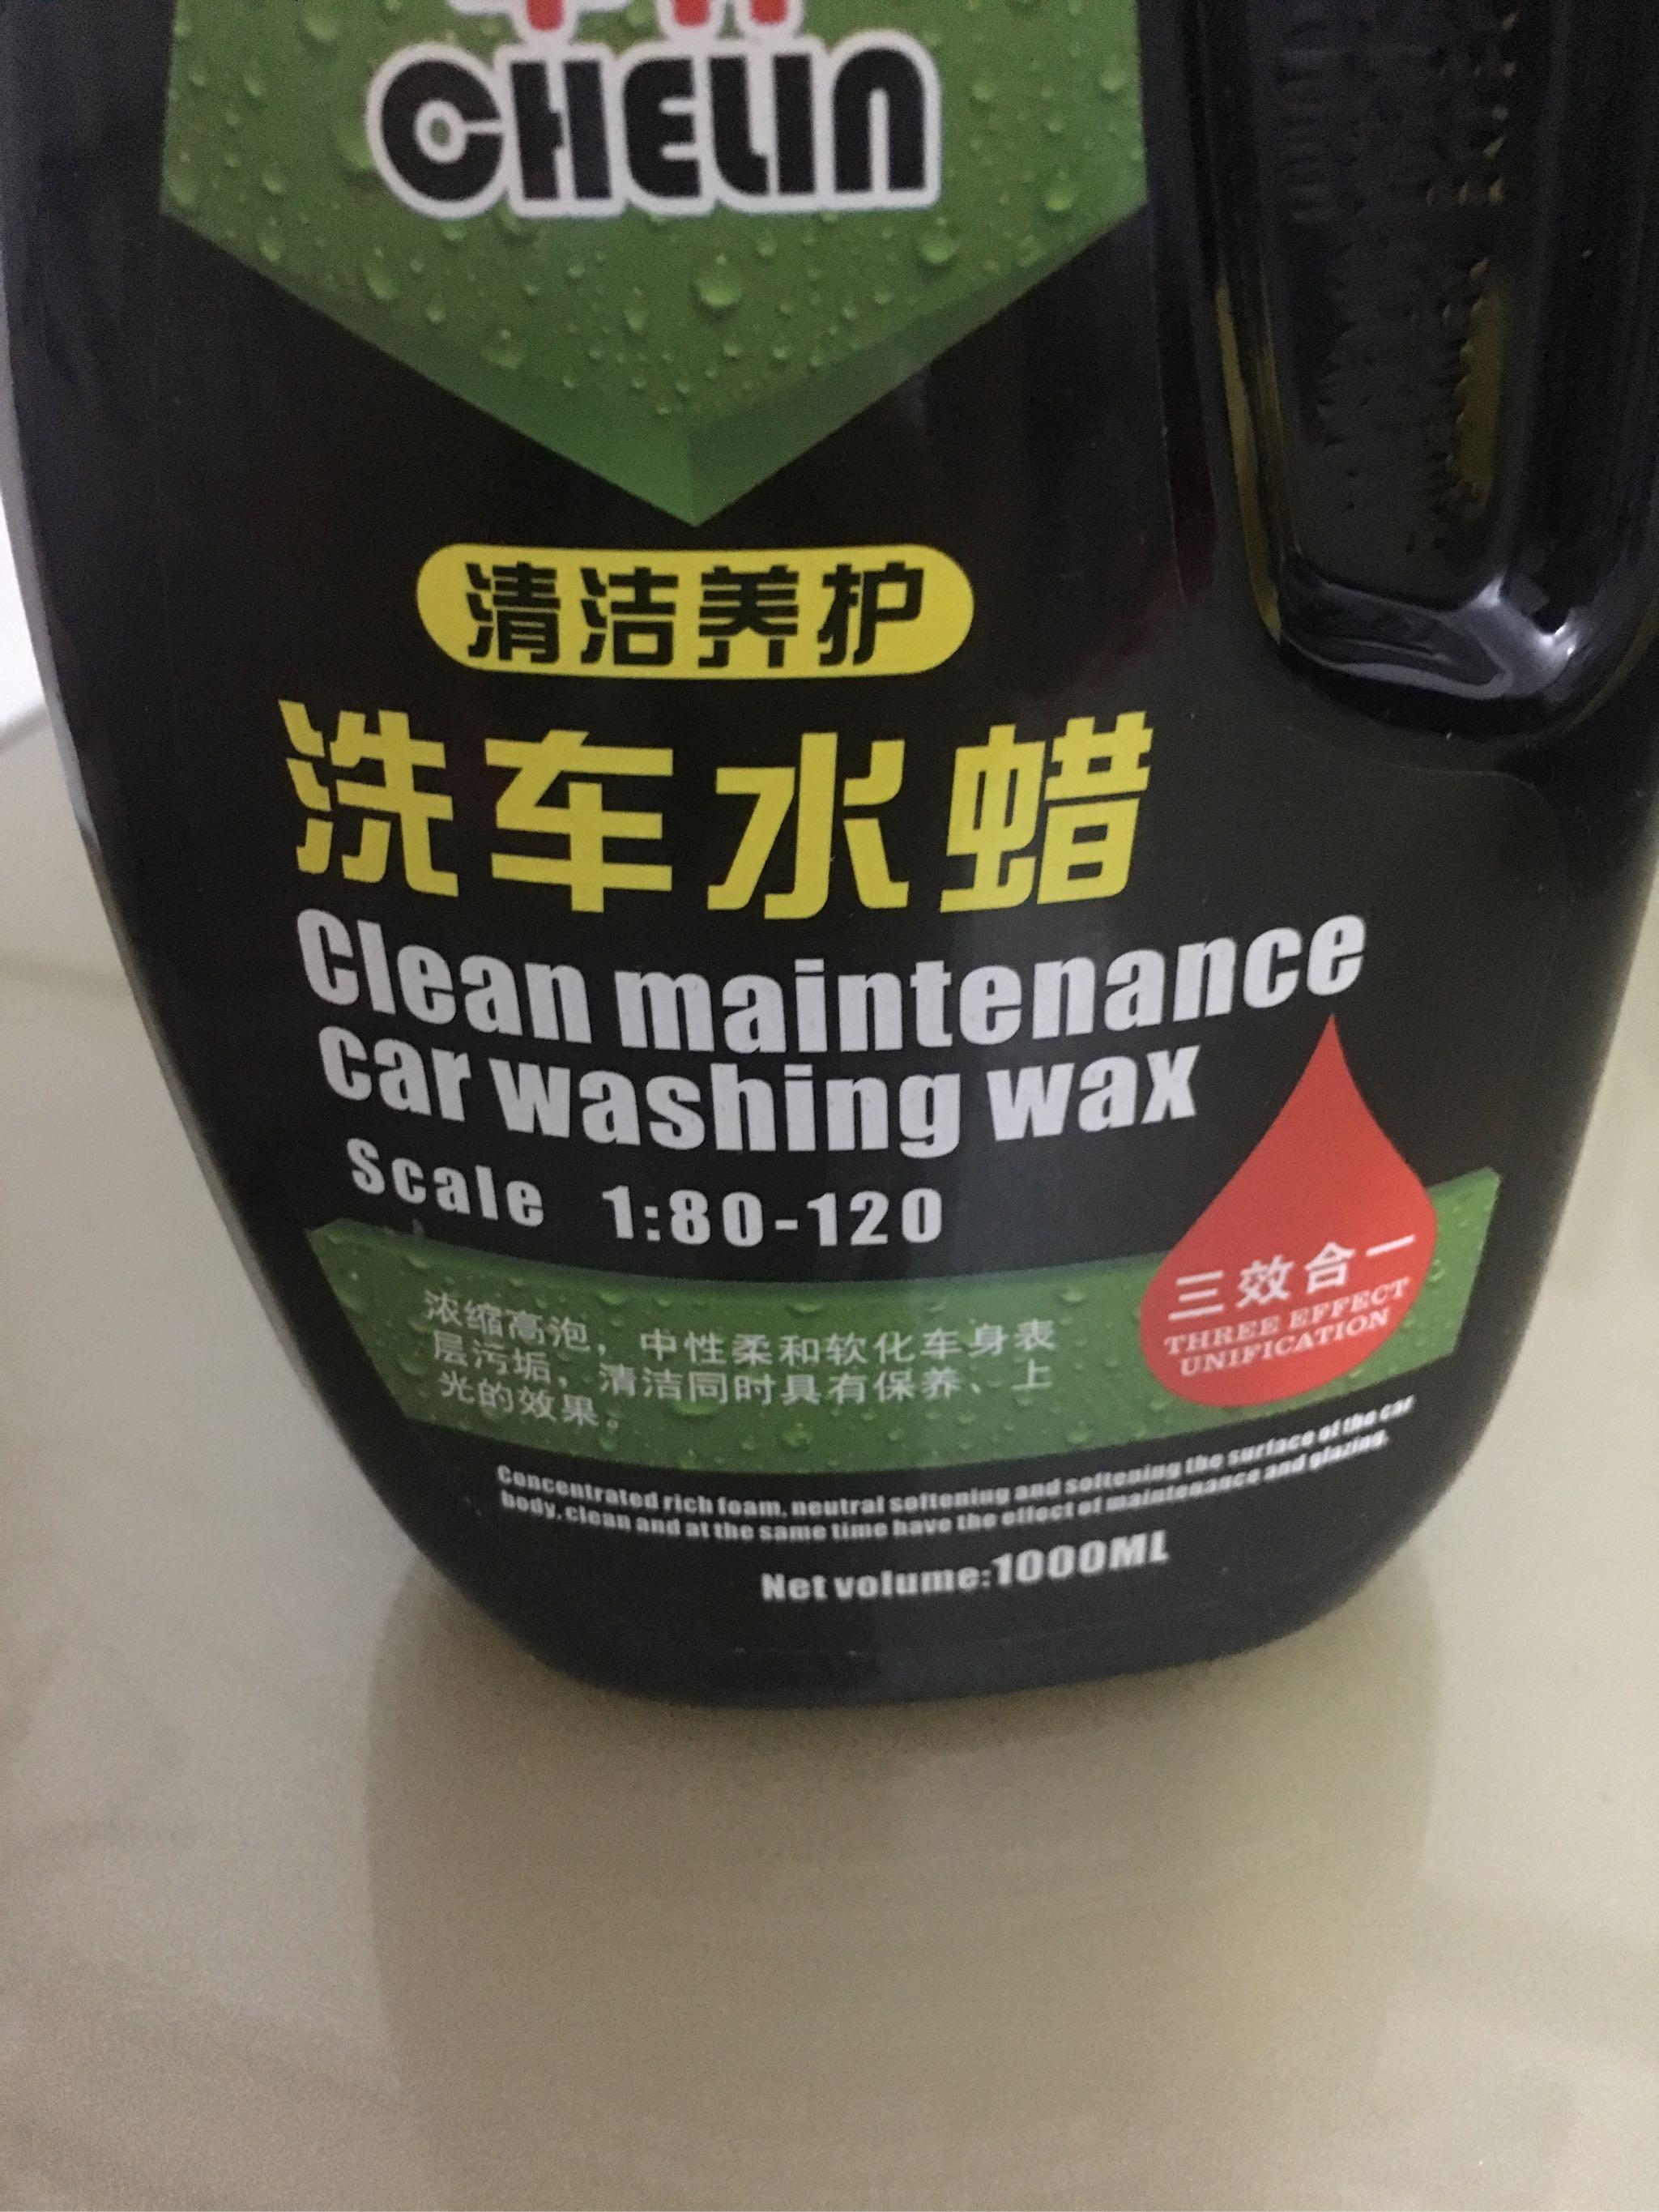 CHELIN
清洁养护
洗车水蜡
Clean maintenance
car washing wax
Scale 1:80-120
三效合一
THREE EFFECT
UNIFICATION
浓缩高泡，中性柔和软化车身表
层污垢，清洁同时具有保养、上
光的效果。
Concentrated rich foam, neutral softening and softening the surface of the car
body, clean and at the same time have the effect of maintenance and glazing.
Net volume:1000ML